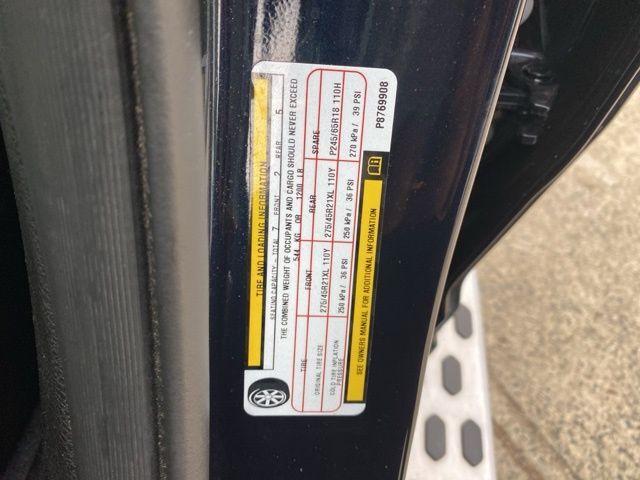 TIRE AND LOADING INFORMATION
SEATING CAPACITY - TOTAL 7 FRONT 2 REAR 5
THE COMBINED WEIGHT OF OCCUPANTS AND CARGO SHOULD NEVER EXCEED
544 KG OR 1200 LB
TIRE FRONT REAR SPARE
ORIGINAL TIRE SIZE 275/45R21XL 110Y 275/45R21XL 110Y P245/65R18 110H
COLD TIRE INFLATION PRESSURE 250 kPa/ 36 PSI 250 kPa/ 36 PSI 270 kPa/ 39 PSI
SEE OWNERS MANUAL FOR ADDITIONAL INFORMATION
P8769908